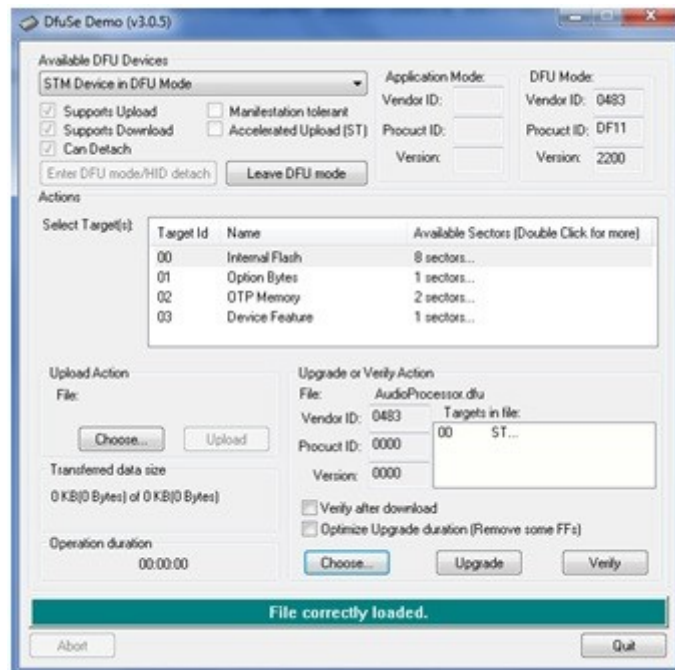 DfuSe Demo (v3.0.5)
Available DFU Devices
STM Device in DFU Mode
Supports Upload
Manifestation tolerant
Supports Download
Accelerated Upload (ST)
Can Detach
Enter DFU mode/HID detach
Leave DFU mode
Application Mode:
Vendor ID:
Procuct ID:
Version:
DFU Mode:
Vendor ID: 0483
Procuct ID: DF11
Version: 2200
Actions
Select Target(s):
Target Id Name Available Sectors (Double Click for more)
00 Internal Flash 8 sectors...
01 Option Bytes 1 sectors...
02 OTP Memory 2 sectors...
03 Device Feature 1 sectors...
Upload Action
File:
Choose...
Upload
Transferred data size
0 KB(0 Bytes) of 0 KB(0 Bytes)
Operation duration
00:00:00
Upgrade or Verify Action
File: AudioProcessor.dfu
Vendor ID: 0483
Procuct ID: 0000
Version: 0000
Targets in file:
00 ST...
Verify after download
Optimize Upgrade duration (Remove some FFs)
Choose...
Upgrade
Verify
File correctly loaded.
Abort
Quit